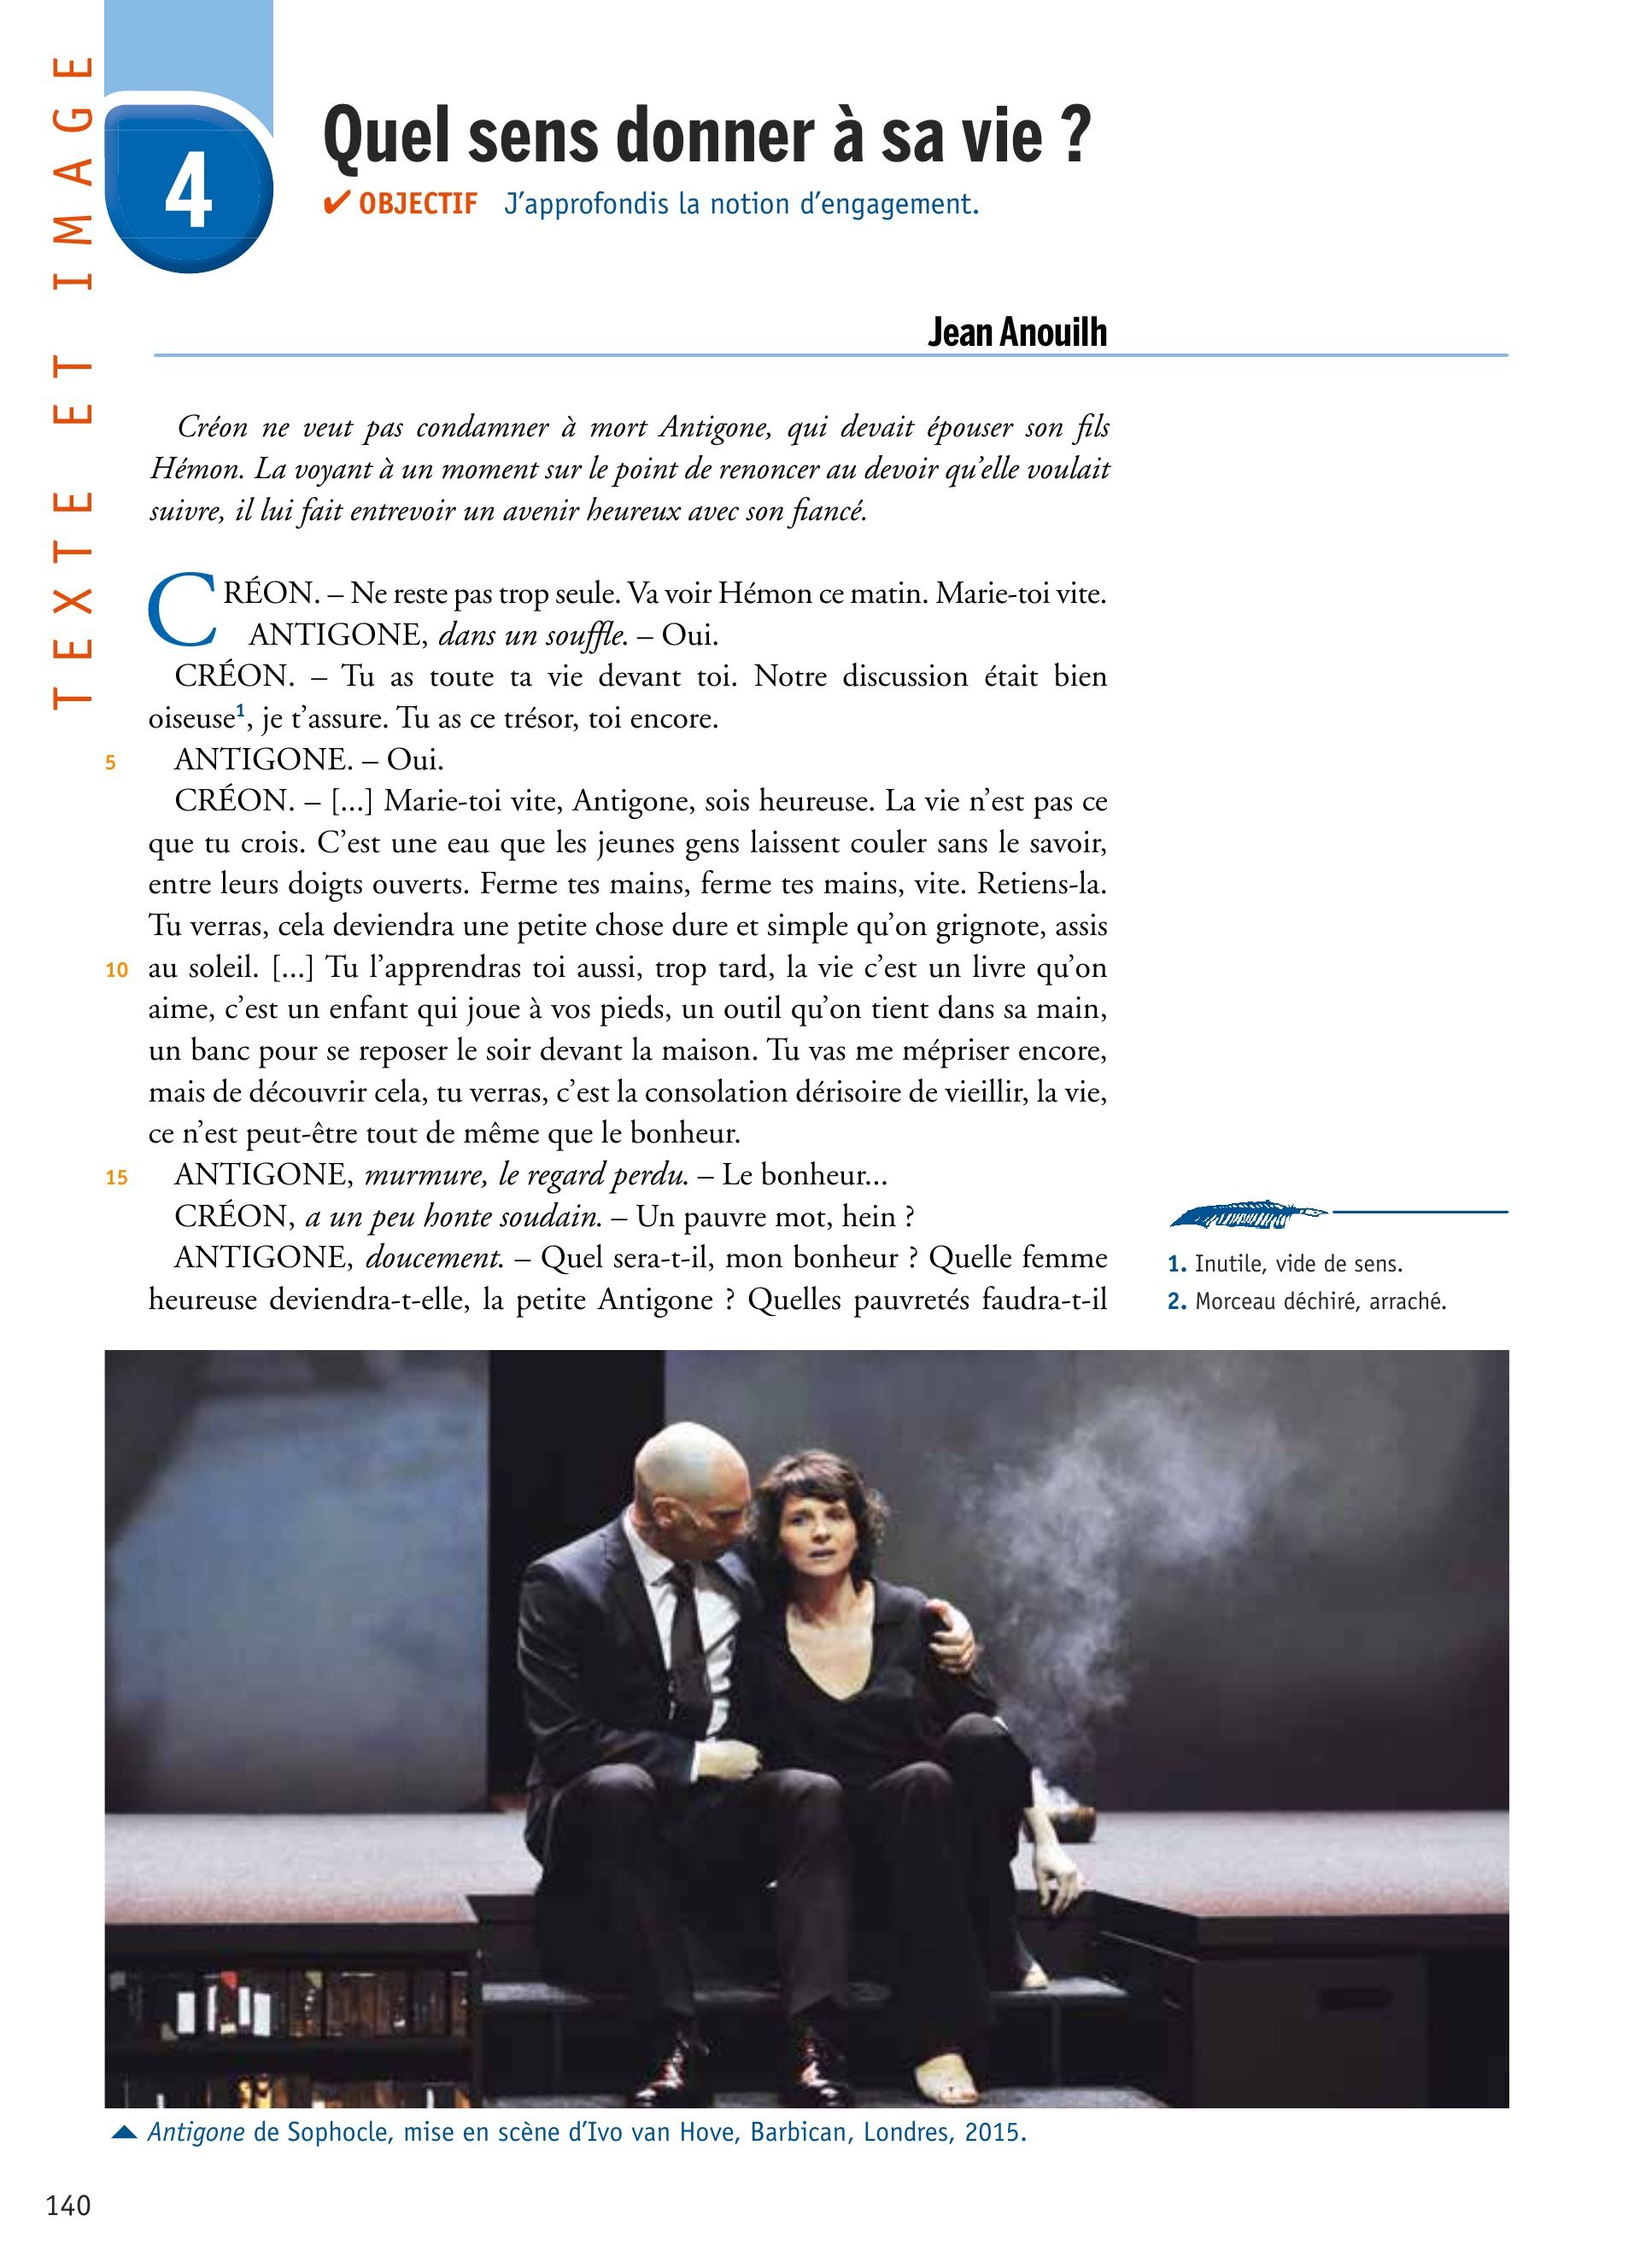 TEXTE ET IMAGE
4
Quel sens donner à sa vie ?
✔ OBJECTIF J’approfondis la notion d’engagement.
Jean Anouilh
Créon ne veut pas condamner à mort Antigone, qui devait épouser son fils
Hémon. La voyant à un moment sur le point de renoncer au devoir qu’elle voulait
suivre, il lui fait entrevoir un avenir heureux avec son fiancé.
CRÉON. – Ne reste pas trop seule. Va voir Hémon ce matin. Marie-toi vite.
ANTIGONE, dans un souffle. – Oui.
CRÉON. – Tu as toute ta vie devant toi. Notre discussion était bien
oiseuse1, je t’assure. Tu as ce trésor, toi encore.
5 ANTIGONE. – Oui.
CRÉON. – [...] Marie-toi vite, Antigone, sois heureuse. La vie n’est pas ce
que tu crois. C’est une eau que les jeunes gens laissent couler sans le savoir,
entre leurs doigts ouverts. Ferme tes mains, ferme tes mains, vite. Retiens-la.
Tu verras, cela deviendra une petite chose dure et simple qu’on grignote, assis
10 au soleil. [...] Tu l’apprendras toi aussi, trop tard, la vie c’est un livre qu’on
aime, c’est un enfant qui joue à vos pieds, un outil qu’on tient dans sa main,
un banc pour se reposer le soir devant la maison. Tu vas me mépriser encore,
mais de découvrir cela, tu verras, c’est la consolation dérisoire de vieillir, la vie,
ce n’est peut-être tout de même que le bonheur.
15 ANTIGONE, murmure, le regard perdu. – Le bonheur...
CRÉON, a un peu honte soudain. – Un pauvre mot, hein ?
ANTIGONE, doucement. – Quel sera-t-il, mon bonheur ? Quelle femme
heureuse deviendra-t-elle, la petite Antigone ? Quelles pauvretés faudra-t-il
1. Inutile, vide de sens.
2. Morceau déchiré, arraché.
Antigone de Sophocle, mise en scène d’Ivo van Hove, Barbican, Londres, 2015.
140